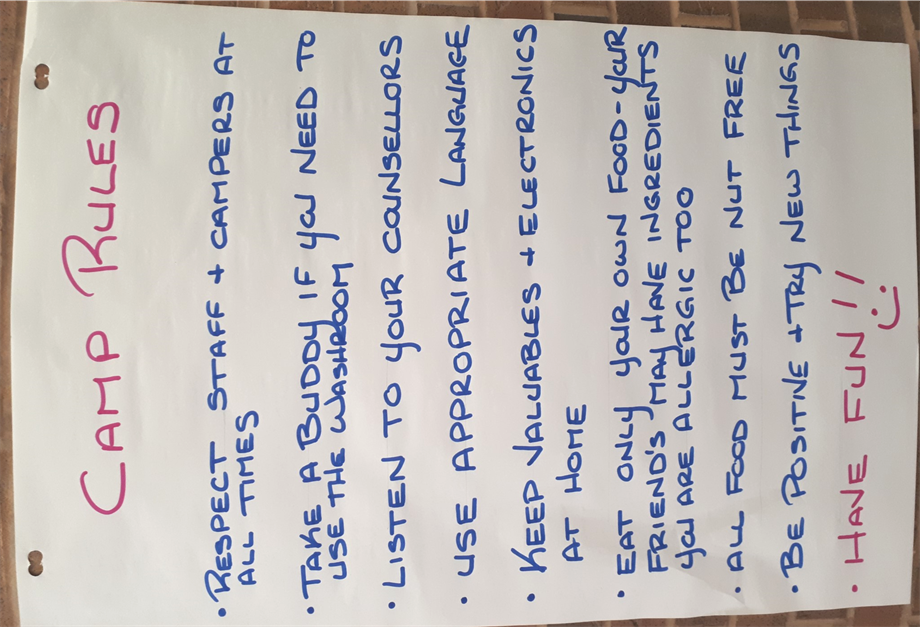 CAMP RULES
• RESPECT STAFF + CAMPERS AT
ALL TIMES
• TAKE A BUDDY IF YOU NEED TO
USE THE WASHROOM
• LISTEN TO YOUR COUNSELLORS
• USE APPROPRIATE LANGUAGE
• KEEP VALUABLES + ELECTRONICS
AT HOME
• EAT ONLY YOUR OWN FOOD - YOUR
FRIEND'S MAY HAVE INGREDIENTS
YOU ARE ALLERGIC TOO
• ALL FOOD MUST BE NUT FREE
• BE POSITIVE + TRY NEW THINGS
• HAVE FUN!!